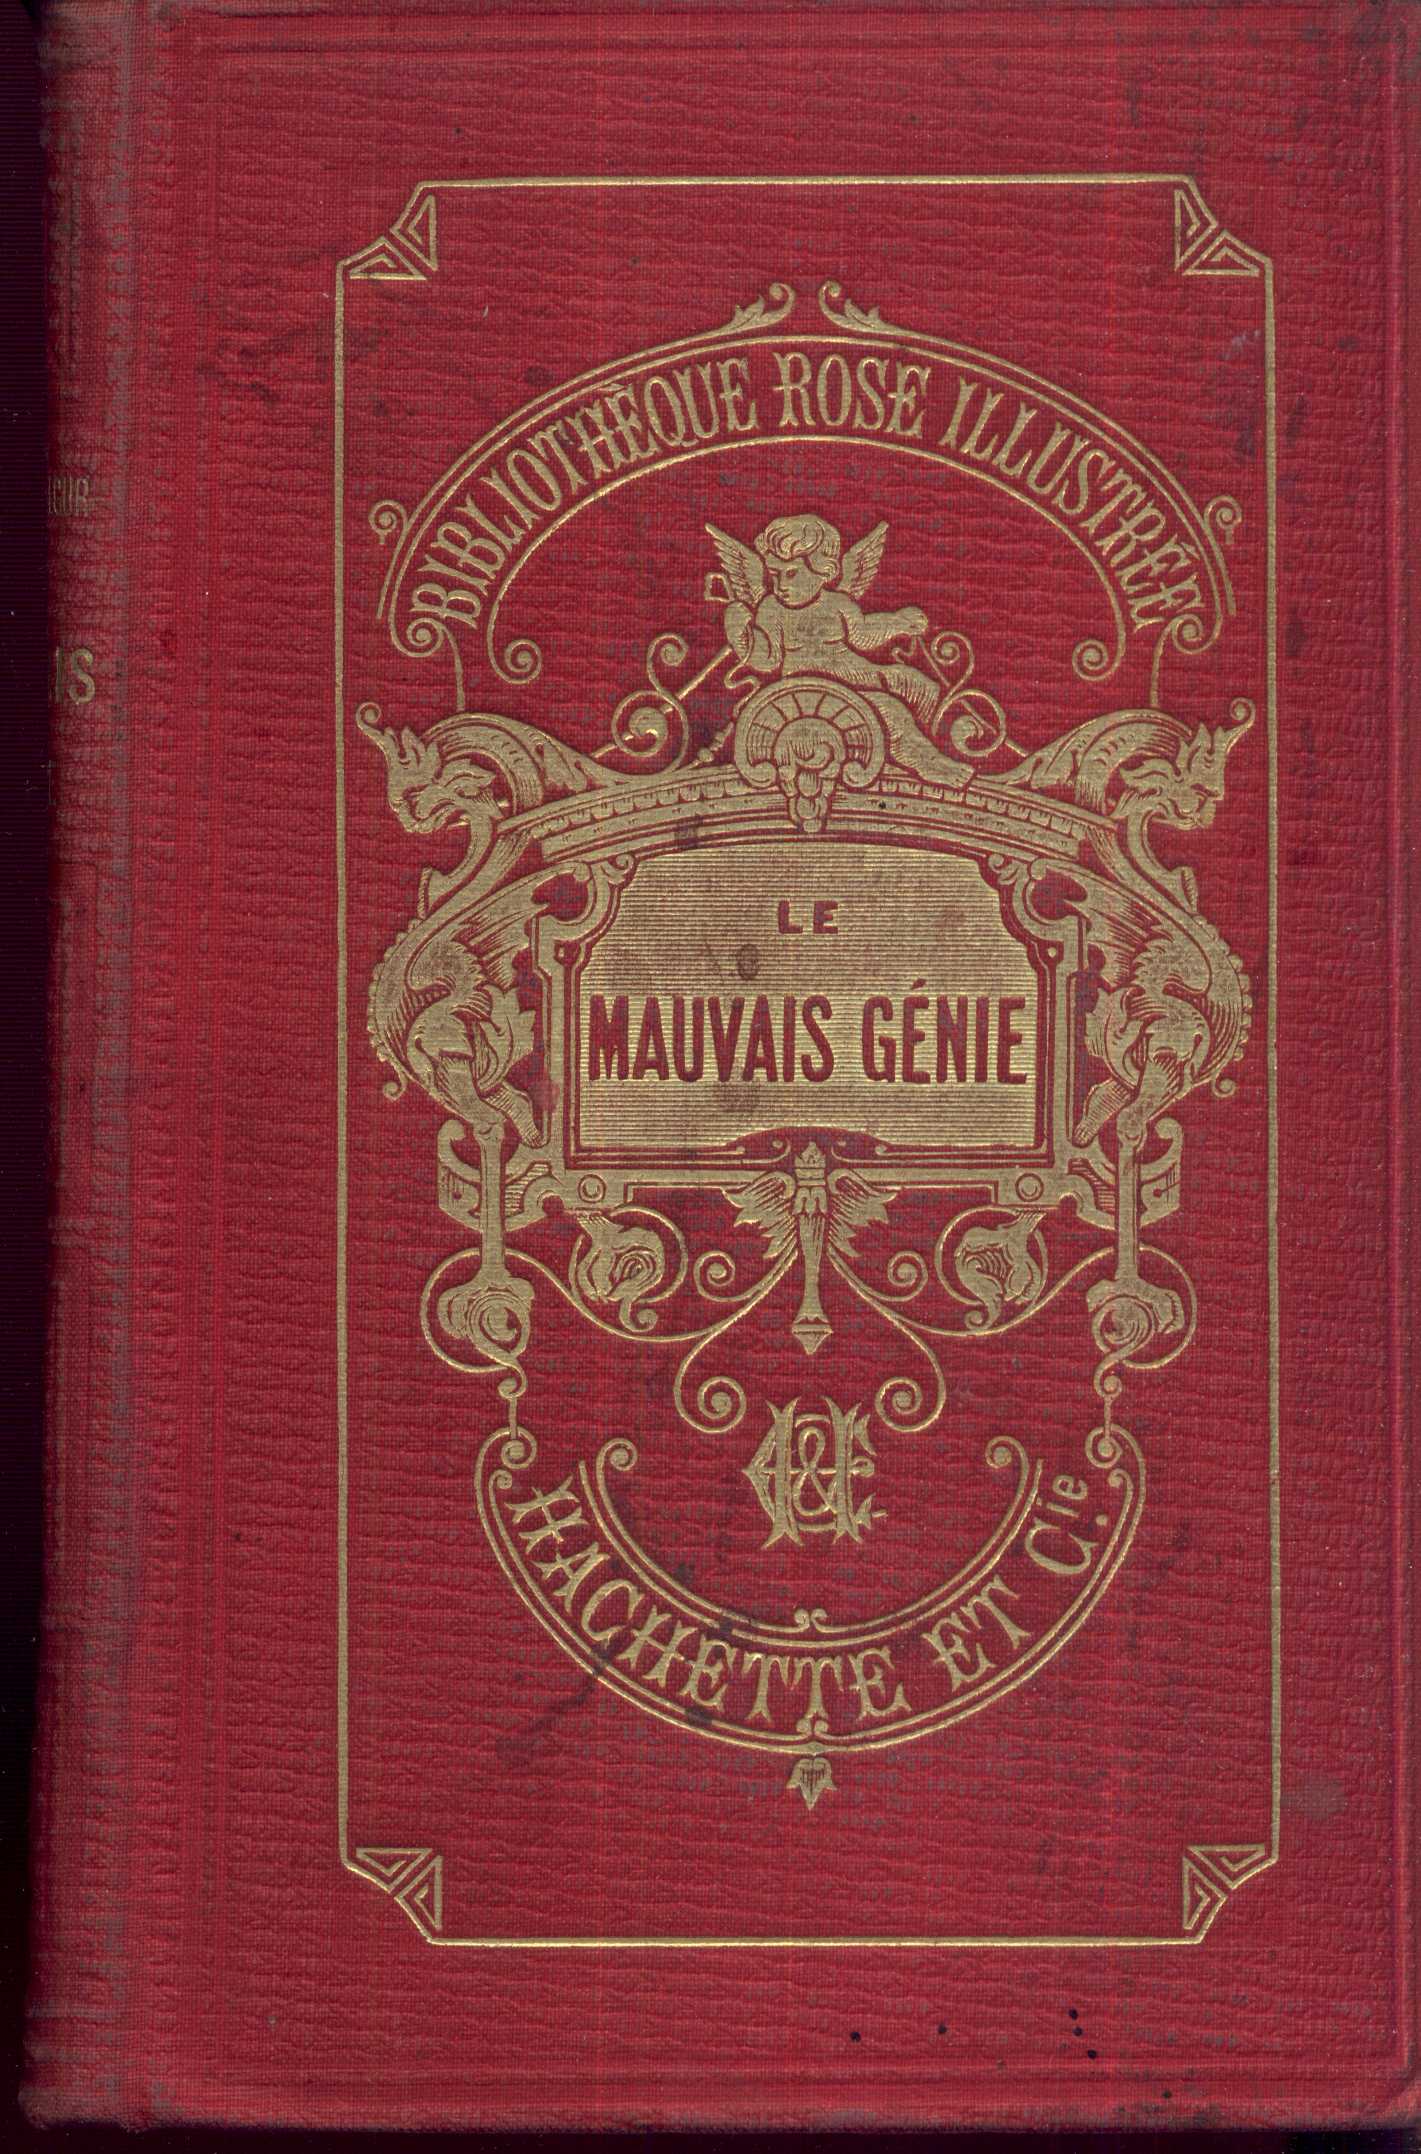 BIBLIOTHÈQUE ROSE ILLUSTRÉE
LE
MAUVAIS GÉNIE
H&C
HACHETTE ET Cie.